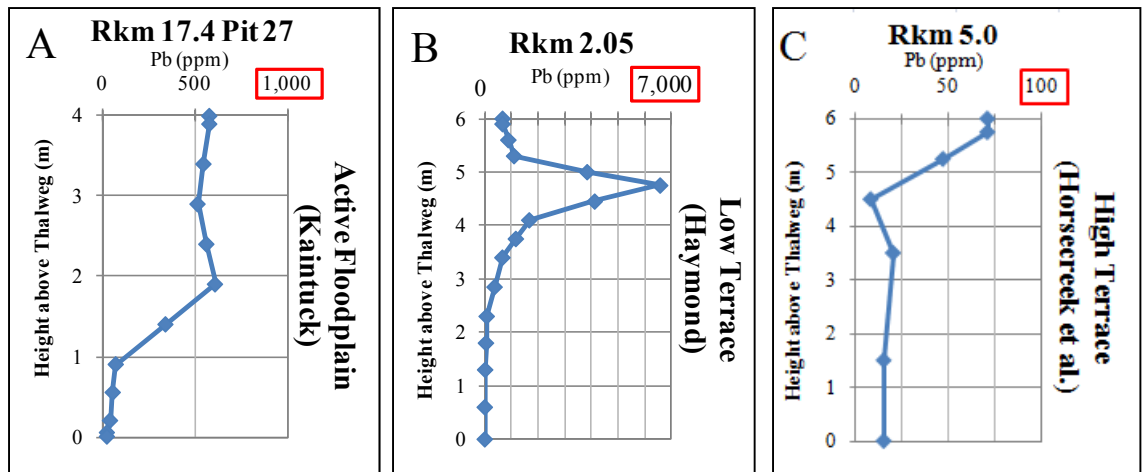 A
Rkm 17.4 Pit 27
Pb (ppm)
0 500 1,000
4
3
2
1
0
Height above Thalweg (m)
Active Floodplain
(Kaintuck)
B
Rkm 2.05
Pb (ppm)
0 7,000
6
5
4
3
2
1
0
Height above Thalweg (m)
Low Terrace
(Haymond)
C
Rkm 5.0
Pb (ppm)
0 50 100
6
5
4
3
2
1
0
Height above Thalweg (m)
High Terrace
(Horsecreek et al.)